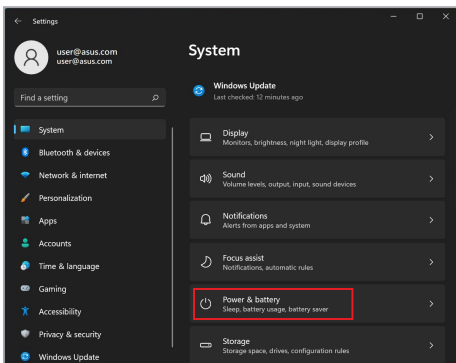 Settings
user@asus.com
user@asus.com
Find a setting
System
Bluetooth & devices
Network & internet
Personalization
Apps
Accounts
Time & language
Gaming
Accessibility
Privacy & security
Windows Update
System
Windows Update
Last checked: 12 minutes ago
Display
Monitors, brightness, night light, display profile
Sound
Volume levels, output, input, sound devices
Notifications
Alerts from apps and system
Focus assist
Notifications, automatic rules
Power & battery
Sleep, battery usage, battery saver
Storage
Storage space, drives, configuration rules